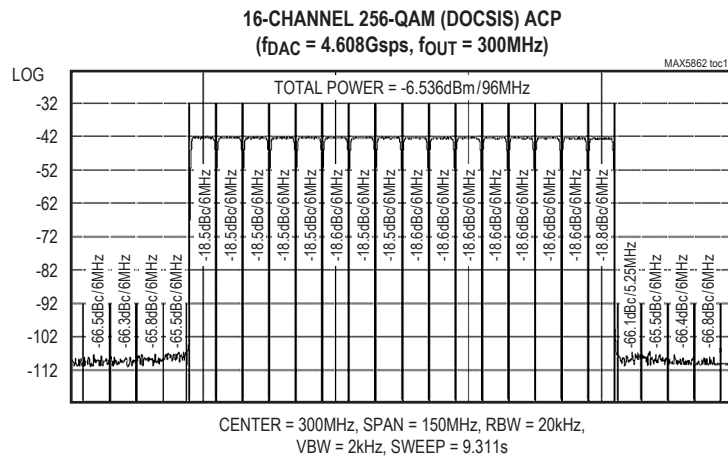 16-CHANNEL 256-QAM (DOCSIS) ACP
(fDAC = 4.608Gsps, fOUT = 300MHz)
MAX5862 toc1
LOG
TOTAL POWER = -6.536dBm/96MHz
-32
-42
-52
-62
-72
-82
-92
-102
-112
-66.5dBc/6MHz
-66.3dBc/6MHz
-65.8dBc/6MHz
-65.5dBc/6MHz
-18.5dBc/6MHz
-18.5dBc/6MHz
-18.5dBc/6MHz
-18.5dBc/6MHz
-18.5dBc/6MHz
-18.6dBc/6MHz
-18.6dBc/6MHz
-18.6dBc/6MHz
-18.6dBc/6MHz
-18.6dBc/6MHz
-18.6dBc/6MHz
-18.6dBc/6MHz
-18.6dBc/6MHz
-18.6dBc/6MHz
-18.6dBc/6MHz
-18.8dBc/6MHz
-66.1dBc/5.25MHz
-65.5dBc/6MHz
-66.4dBc/6MHz
-66.8dBc/6MHz
CENTER = 300MHz, SPAN = 150MHz, RBW = 20kHz,
VBW = 2kHz, SWEEP = 9.311s